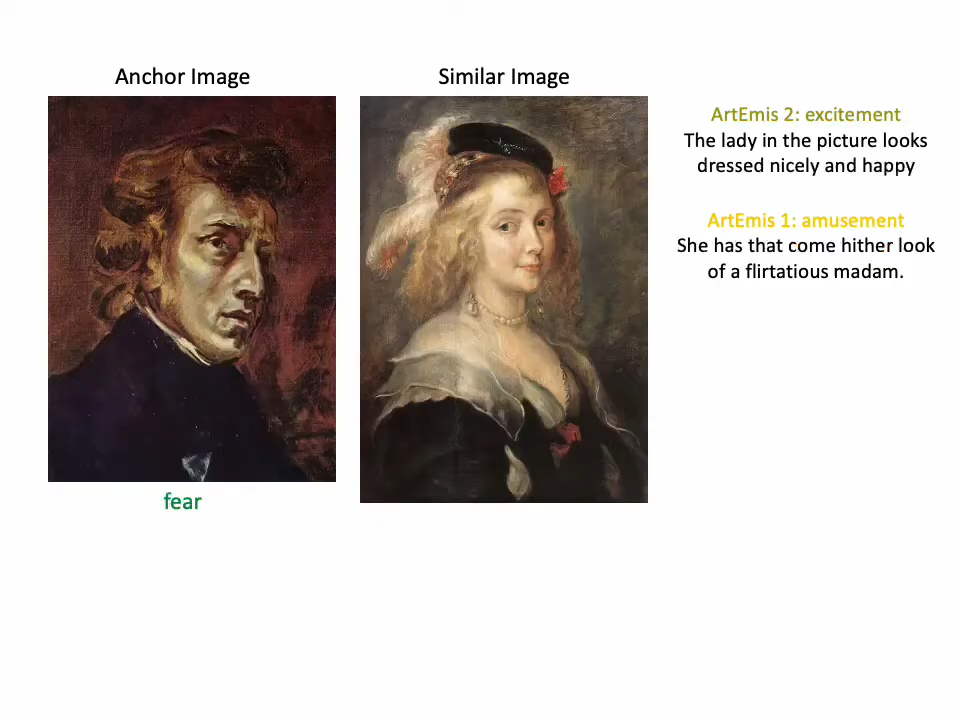 Anchor Image
Similar Image
ArtEmis 2: excitement
The lady in the picture looks
dressed nicely and happy
ArtEmis 1: amusement
She has that come hither look
of a flirtatious madam.
fear